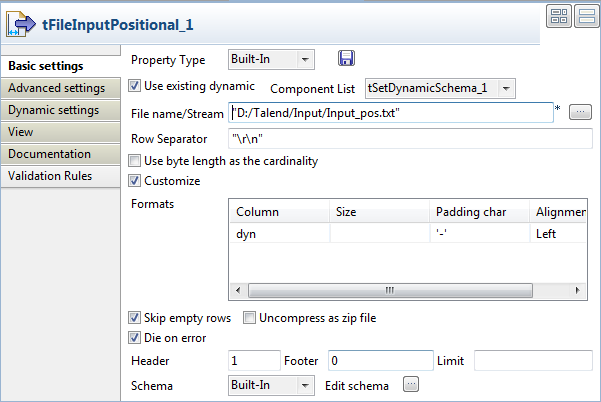 tFileInputPositional_1
Basic settings
Advanced settings
Dynamic settings
View
Documentation
Validation Rules
Property Type Built-In
Use existing dynamic Component List tSetDynamicSchema_1
File name/Stream "D:/Talend/Input/Input_pos.txt" * ...
Row Separator "\r\n"
Use byte length as the cardinality
Customize
Formats
Column Size Padding char Alignmen
dyn '-' Left
Skip empty rows Uncompress as zip file
Die on error
Header 1 Footer 0 Limit
Schema Built-In Edit schema ...